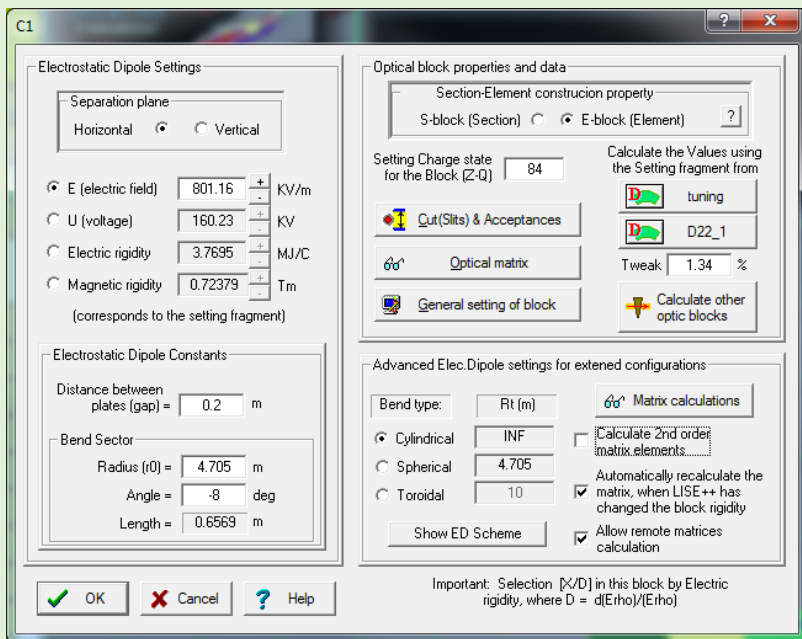 C1
Electrostatic Dipole Settings
Separation plane
Horizontal
Vertical
E (electric field)
801.16
+
-
KV/m
U (voltage)
160.23
+
-
KV
Electric rigidity
3.7695
+
-
MJ/C
Magnetic rigidity
0.72379
+
-
Tm
(corresponds to the setting fragment)
Electrostatic Dipole Constants
Distance between
plates (gap) =
0.2
m
Bend Sector
Radius (r0) =
4.705
m
Angle =
-8
deg
Length =
0.6569
m
OK
Cancel
? Help
Optical block properties and data
Section-Element construcion property
S-block (Section)
E-block (Element)
?
Setting Charge state
for the Block (Z-Q)
84
Cut(Slits) & Acceptances
Optical matrix
General setting of block
Calculate the Values using
the Setting fragment from
D tuning
D D22_1
Tweak
1.34
%
Calculate other
optic blocks
Advanced Elec.Dipole settings for extened configurations
Bend type:
Rt (m)
Cylindrical
INF
Spherical
4.705
Toroidal
10
Show ED Scheme
Matrix calculations
Calculate 2nd order
matrix elements
Automatically recalculate the
matrix, when LISE++ has
changed the block rigidity
Allow remote matrices
calculation
Important: Selection [X/D] in this block by Electric
rigidity, where D = d(Erho)/(Erho)